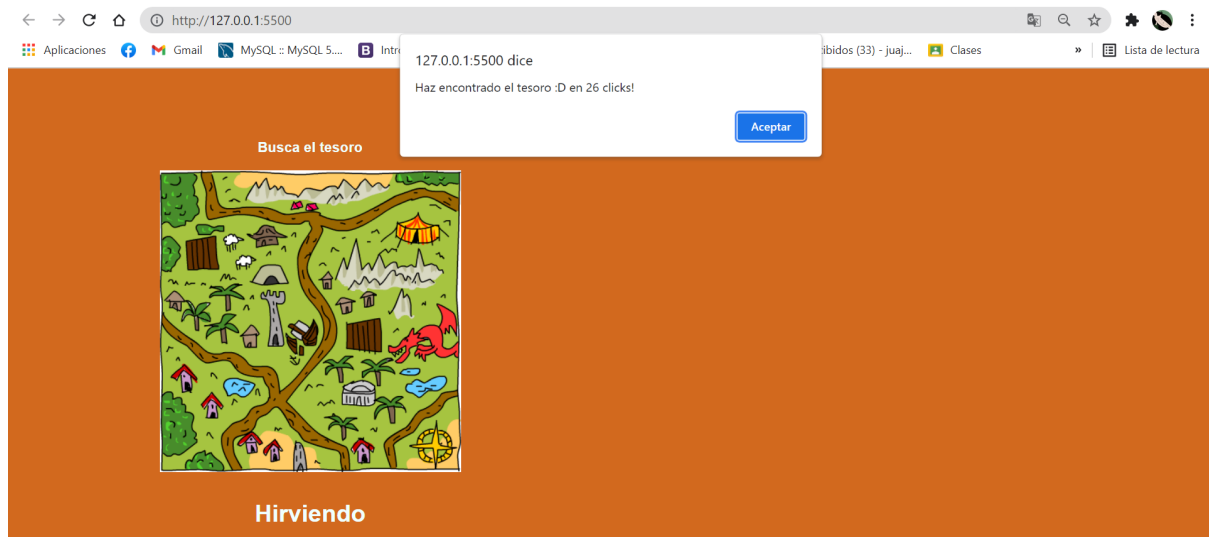 http://127.0.0.1:5500
Aplicaciones Gmail MySQL :: MySQL 5.... B Intr ibidos (33) - juaj... Clases » Lista de lectura
127.0.0.1:5500 dice
Haz encontrado el tesoro :D en 26 clicks!
Aceptar
Busca el tesoro
Hirviendo